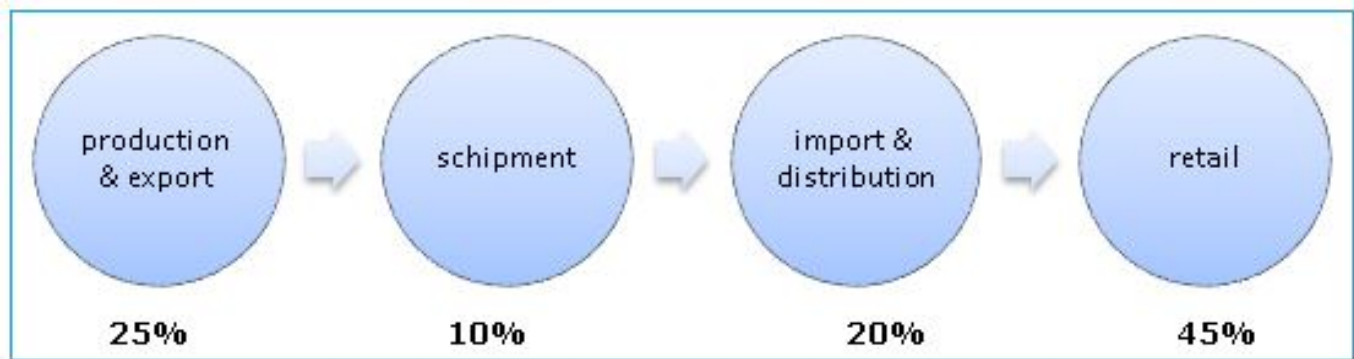 production
& export
schipment
import &
distribution
retail
25%
10%
20%
45%